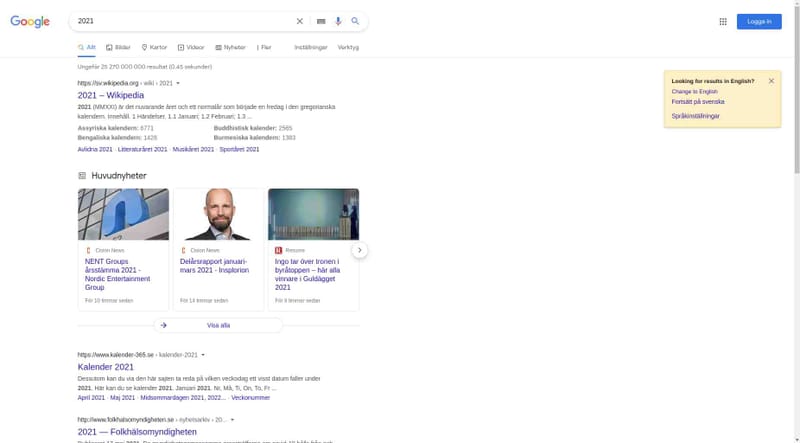 Google
2021
Logga in
Allt Bilder Kartor Videor Nyheter Fler Inställningar Verktyg
Ungefär 25 270 000 000 resultat (0,45 sekunder)
Looking for results in English?
Change to English
Fortsätt på svenska
Språkinställningar
https://sv.wikipedia.org › wiki › 2021
2021 – Wikipedia
2021 (MMXXI) är det nuvarande året och ett normalår som började en fredag i den gregorianska
kalendern. Innehåll. 1 Händelser. 1.1 Januari; 1.2 Februari; 1.3 ...
Assyriska kalendern: 6771 Buddhistisk kalender: 2565
Bengaliska kalendern: 1428 Burmesiska kalendern: 1383
Avlidna 2021 · Litteraturåret 2021 · Musikåret 2021 · Sportåret 2021
Huvudnyheter
Cision News
NENT Groups
årsstämma 2021 -
Nordic Entertainment
Group
För 10 timmar sedan
Cision News
Delårsrapport januari-
mars 2021 - Insplorion
För 14 timmar sedan
Resume
Ingo tar över tronen i
byråtoppen – här alla
vinnare i Guldägget
2021
För 6 timmar sedan
Visa alla
https://www.kalender-365.se › kalender-2021
Kalender 2021
Dessutom kan du via den här sajten ta reda på vilken veckodag ett visst datum faller under
2021. Här kan du se kalender 2021. Januari 2021. Nr, Må, Ti, On, To, Fr ...
April 2021 · Maj 2021 · Midsommardagen 2021, 2022... · Veckonummer
http://www.folkhalsomyndigheten.se › nyhetsarkiv › 20...
2021 — Folkhälsomyndigheten